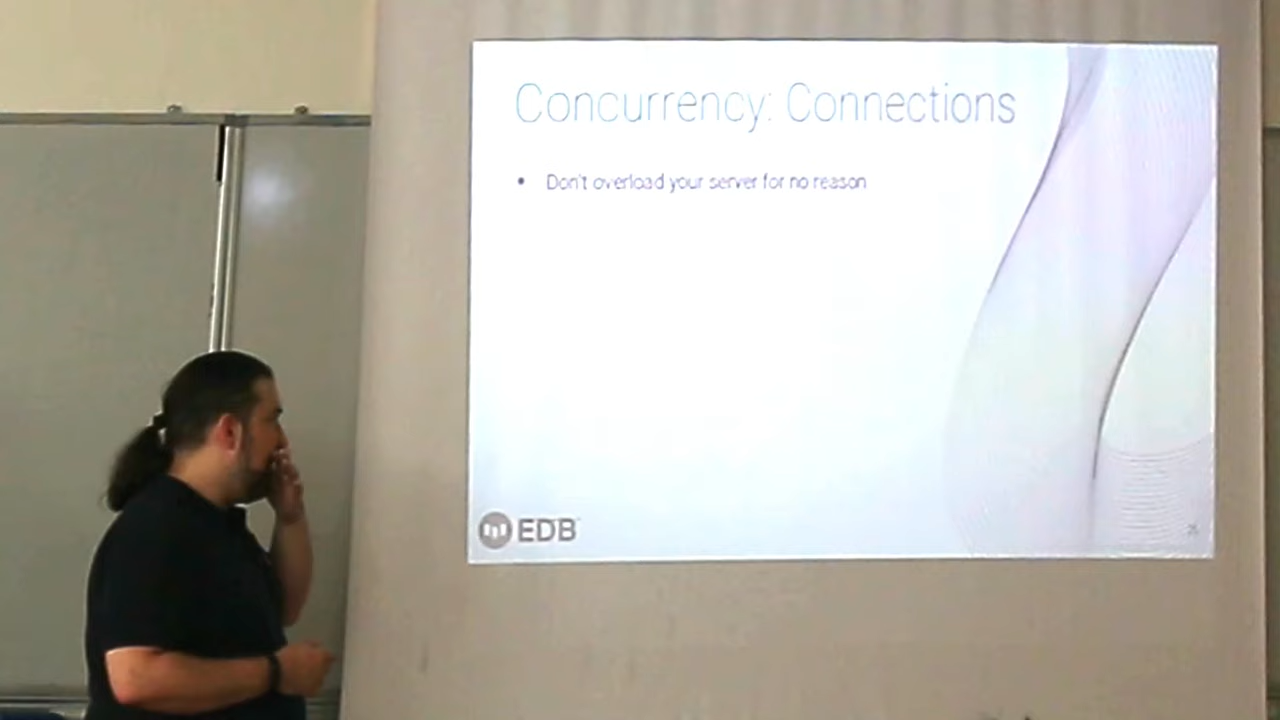 Concurrency: Connections
• Don't overload your server for no reason
EDB